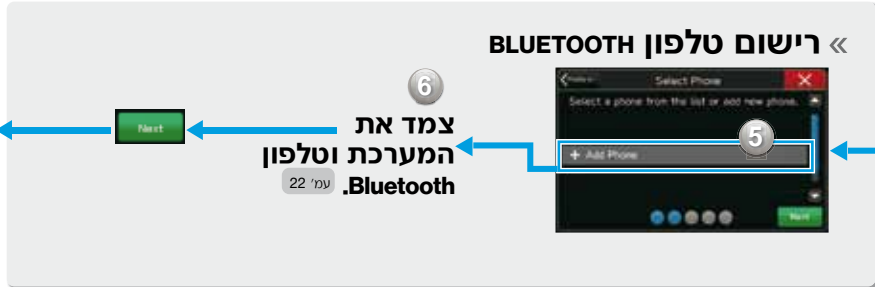 » רישום טלפון BLUETOOTH
Select Phone
Select a phone from the list or add new phone.
5
+ Add Phone
Next
6
צמד את
המערכת וטלפון
Bluetooth. עמ' 22
Next